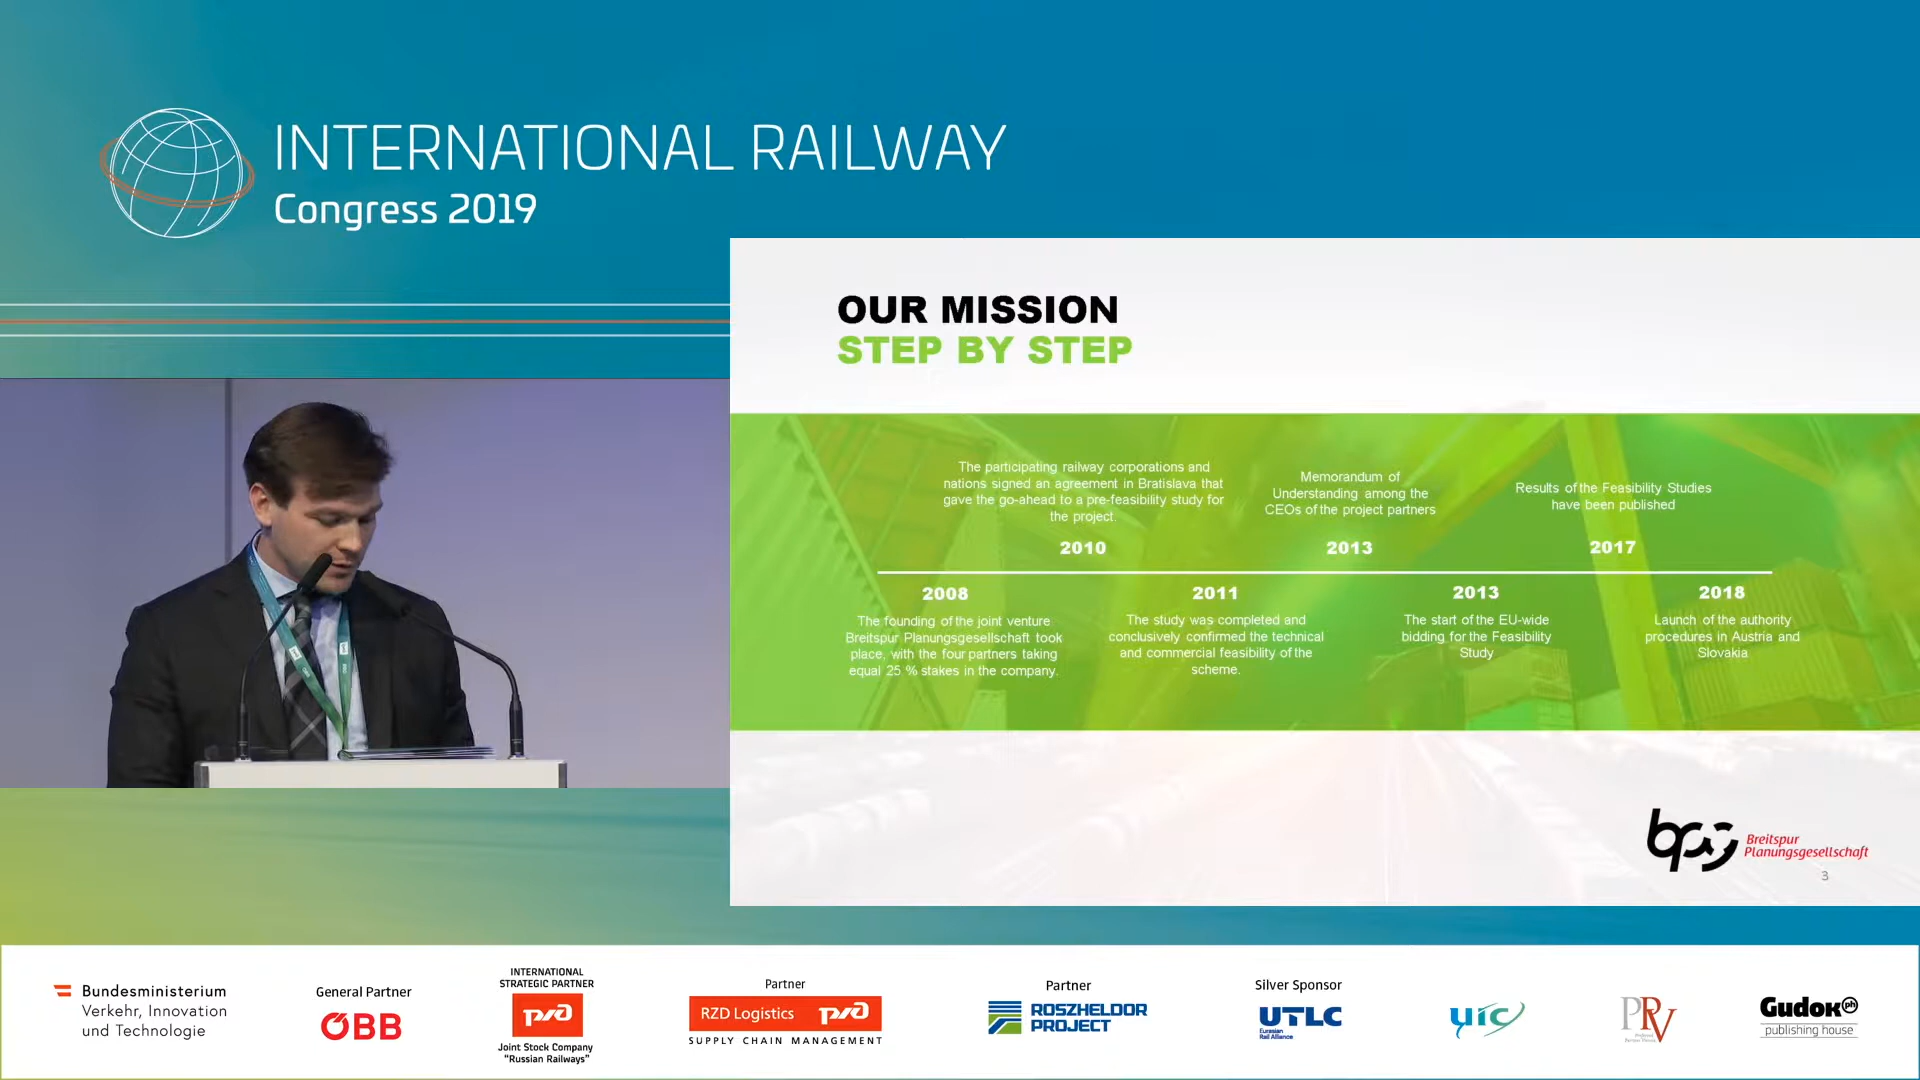 INTERNATIONAL RAILWAY
Congress 2019
OUR MISSION
STEP BY STEP
The participating railway corporations and
nations signed an agreement in Bratislava that
gave the go-ahead to a pre-feasibility study for
the project.
2010
Memorandum of
Understanding among the
CEOs of the project partners
2013
Results of the Feasibility Studies
have been published
2017
2008
The founding of the joint venture
Breitspur Planungsgesellschaft took
place, with the four partners taking
equal 25 % stakes in the company.
2011
The study was completed and
conclusively confirmed the technical
and commercial feasibility of the
scheme.
2013
The start of the EU-wide
bidding for the Feasibility
Study
2018
Launch of the authority
procedures in Austria and
Slovakia
Breitspur
Planungsgesellschaft
3
Bundesministerium
Verkehr, Innovation
und Technologie
General Partner
ÖBB
INTERNATIONAL
STRATEGIC PARTNER
Joint Stock Company
"Russian Railways"
Partner
RZD Logistics
SUPPLY CHAIN MANAGEMENT
Partner
ROSZHELDOR
PROJECT
Silver Sponsor
UTLC
Eurasian
Rail Alliance
uic
PRV
Gudok ph
publishing house